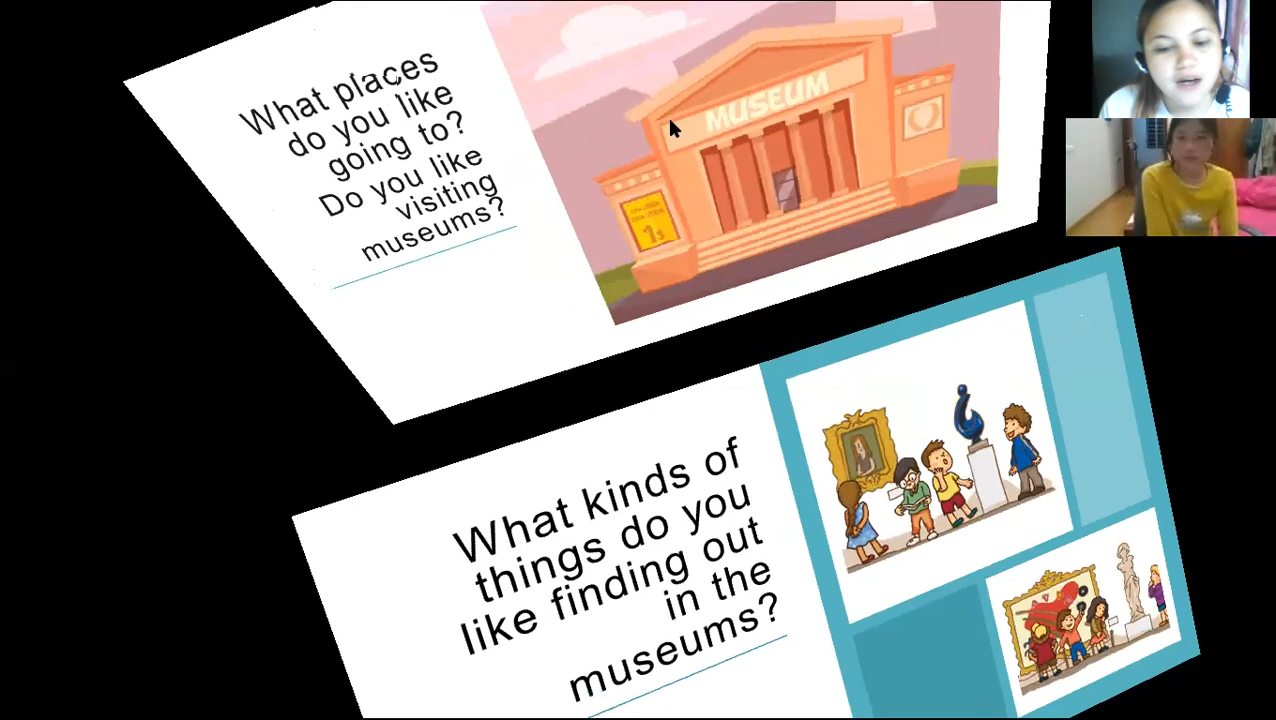 What places
do you like
going to?
Do you like
visiting
museums?
MUSEUM
What kinds of
things do you
like finding out
in the
museums?